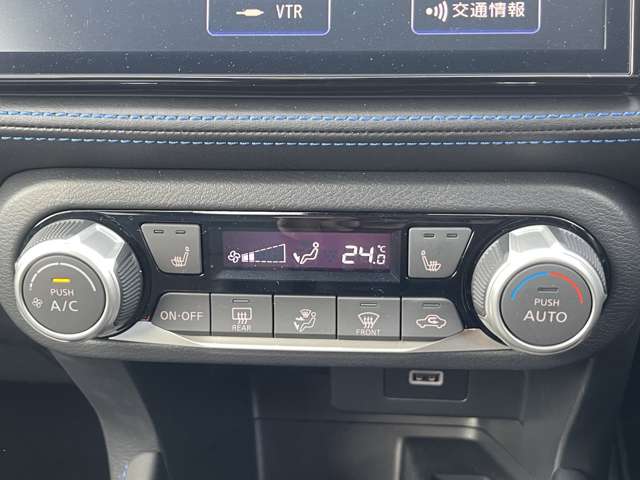 VTR
交通情報
24.0
°C
PUSH
A/C
ON-OFF
REAR
FRONT
PUSH
AUTO